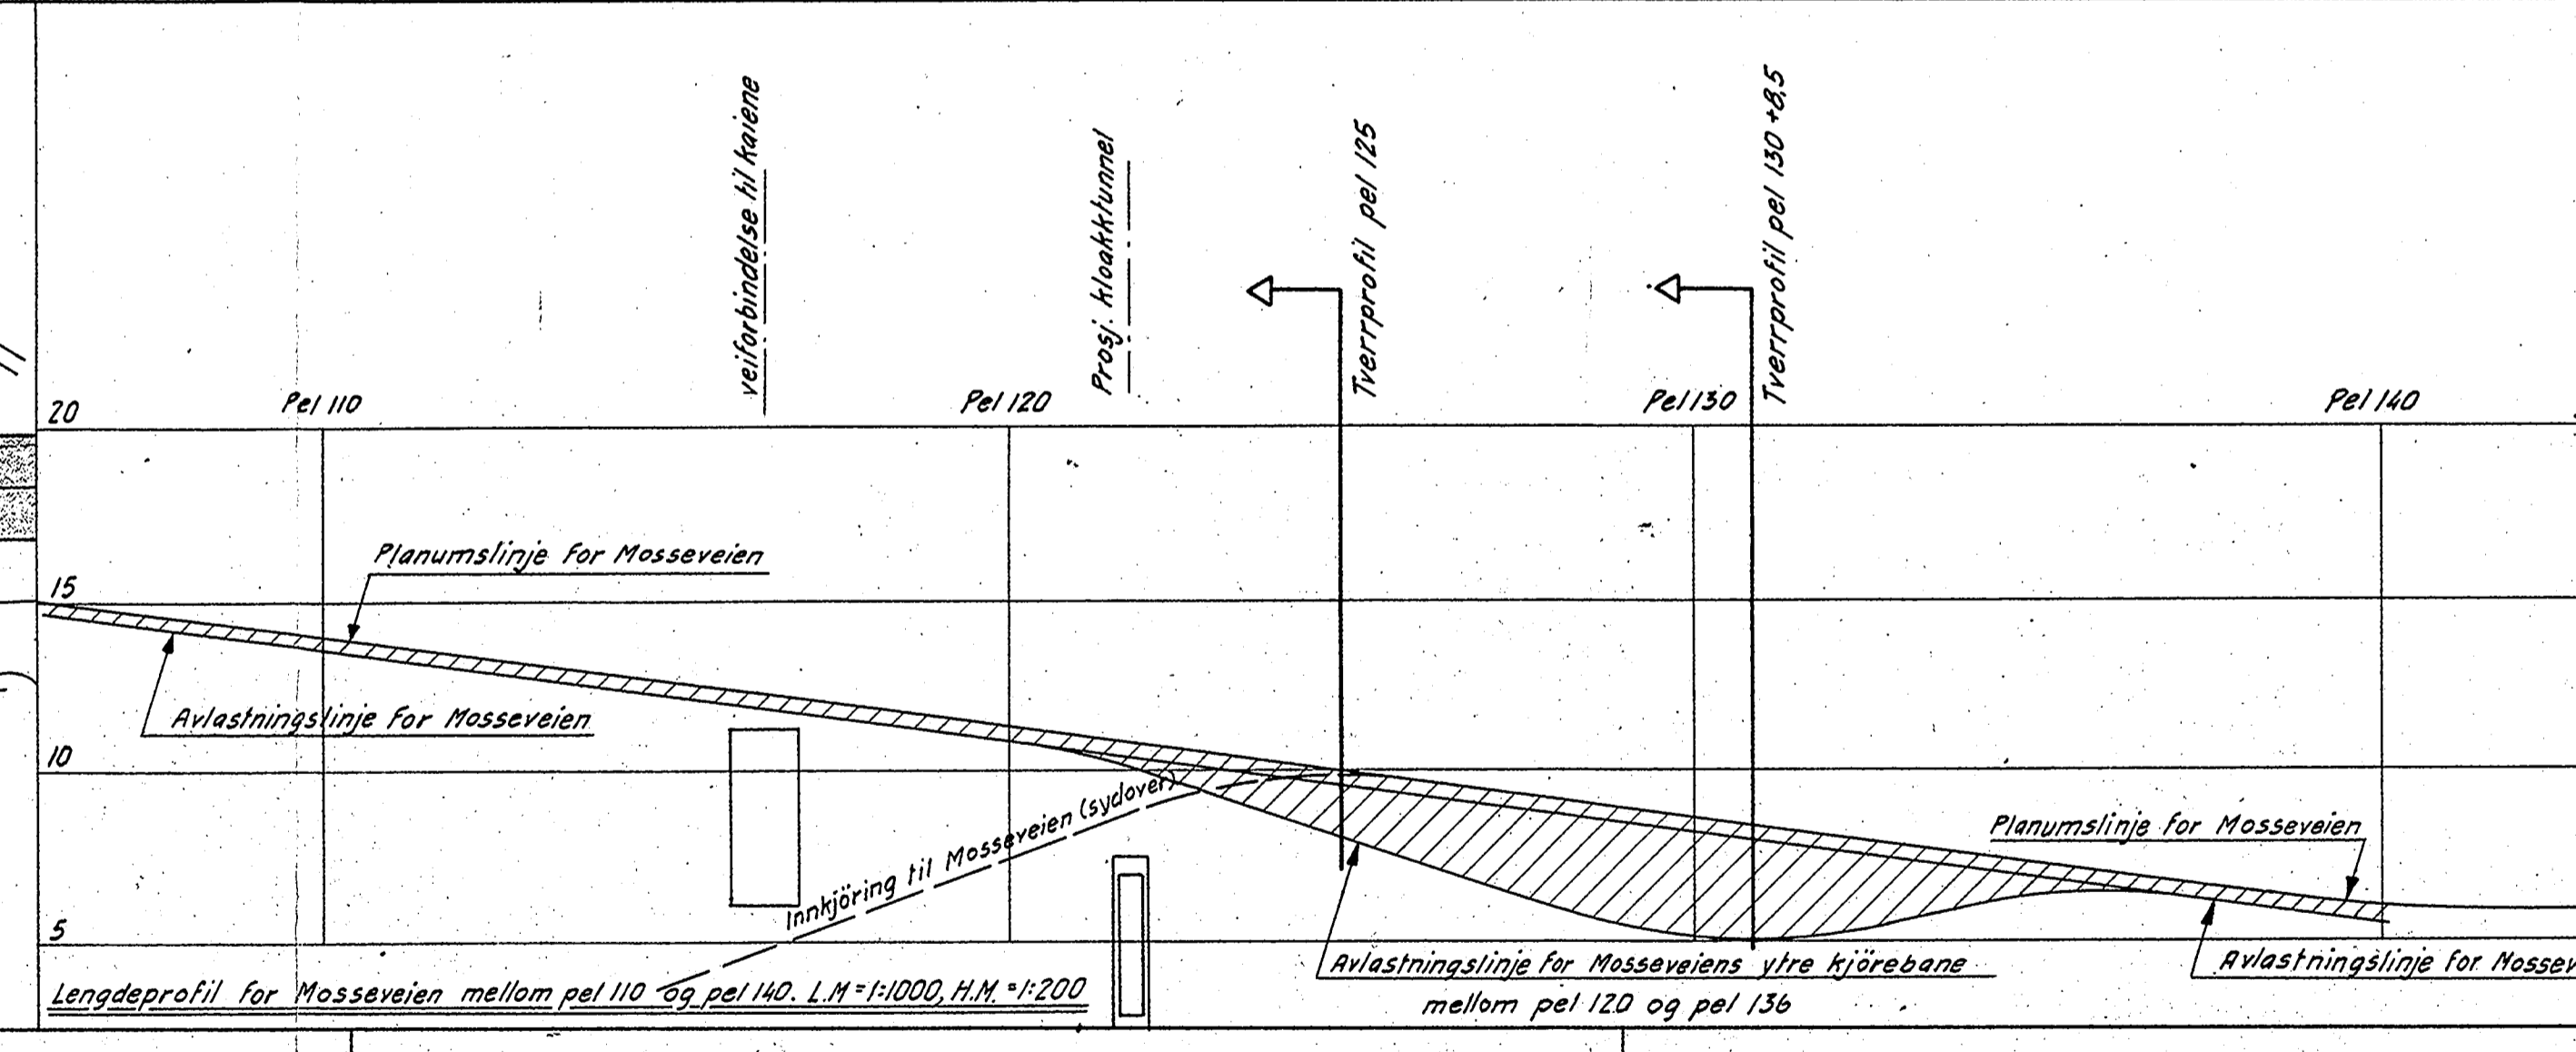 veiforbindelse til kaiene
Prosj. kloakktunnel
Tverrprofil pel 125
Tverrprofil pel 130 +8,5
20
Pel 110
Pel 120
Pel 130
Pel 140
Planumslinje for Mosseveien
15
Avlastningslinje for Mosseveien
10
Innkjöring til Mosseveien (sydover)
Planumslinje for Mosseveien
5
Avlastningslinje for Mosseveiens ytre kjörebane
mellom pel 120 og pel 136
Avlastningslinje for Mossev
Lengdeprofil for Mosseveien mellom pel 110 og pel 140. L.M=1:1000, H.M.=1:200